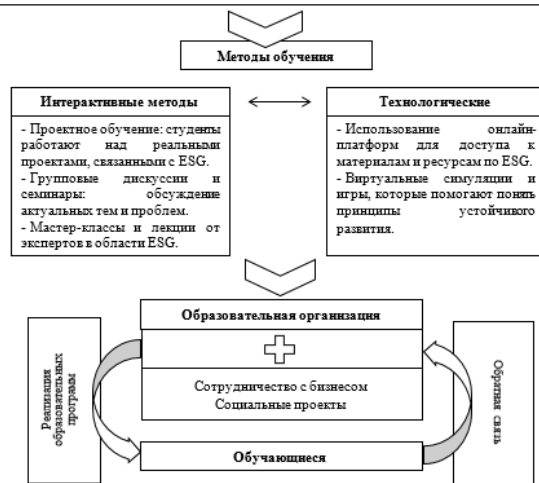 Методы обучения
Интерактивные методы
- Проектное обучение: студенты
работают над реальными
проектами, связанными с ESG.
- Групповые дискуссии и
семинары: обсуждение
актуальных тем и проблем.
- Мастер-классы и лекции от
экспертов в области ESG.
Технологические
- Использование онлайн-
платформ для доступа к
материалам и ресурсам по ESG.
- Виртуальные симуляции и
игры, которые помогают понять
принципы устойчивого
развития.
Образовательная организация
Сотрудничество с бизнесом
Социальные проекты
Обучающиеся
Реализация
образовательных
программ
Обратная связь